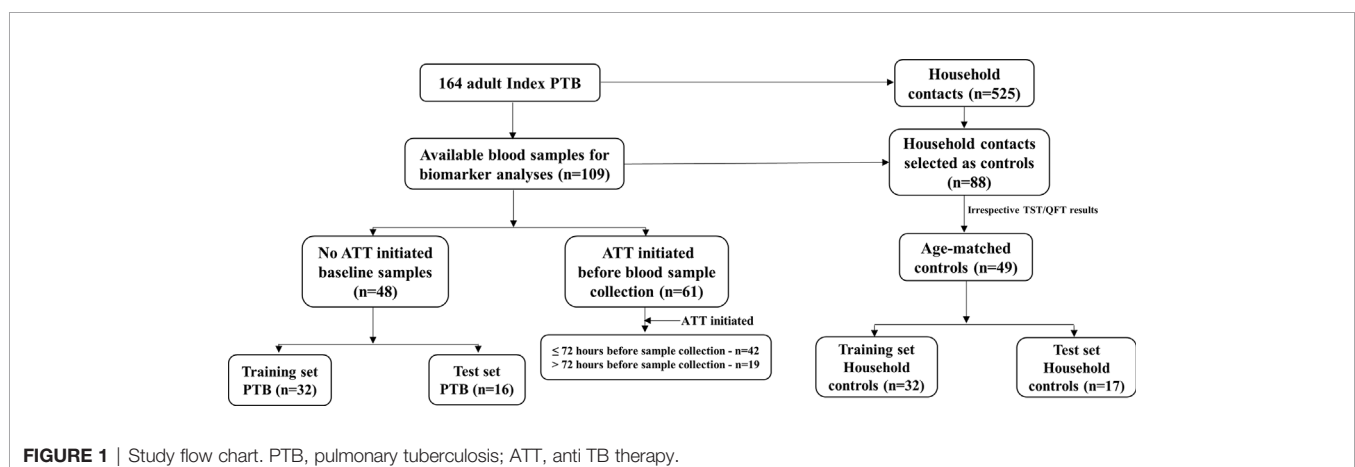 164 adult Index PTB
Household
contacts (n=525)
Available blood samples for
biomarker analyses (n=109)
Household contacts
selected as controls
(n=88)
Irrespective TST/QFT results
No ATT initiated
baseline samples
(n=48)
ATT initiated
before blood sample
collection (n=61)
Age-matched
controls (n=49)
ATT initiated
≤ 72 hours before sample collection - n=42
> 72 hours before sample collection - n=19
Training set
PTB (n=32)
Test set
PTB (n=16)
Training set
Household
controls (n=32)
Test set
Household
controls (n=17)
FIGURE 1 | Study flow chart. PTB, pulmonary tuberculosis; ATT, anti TB therapy.